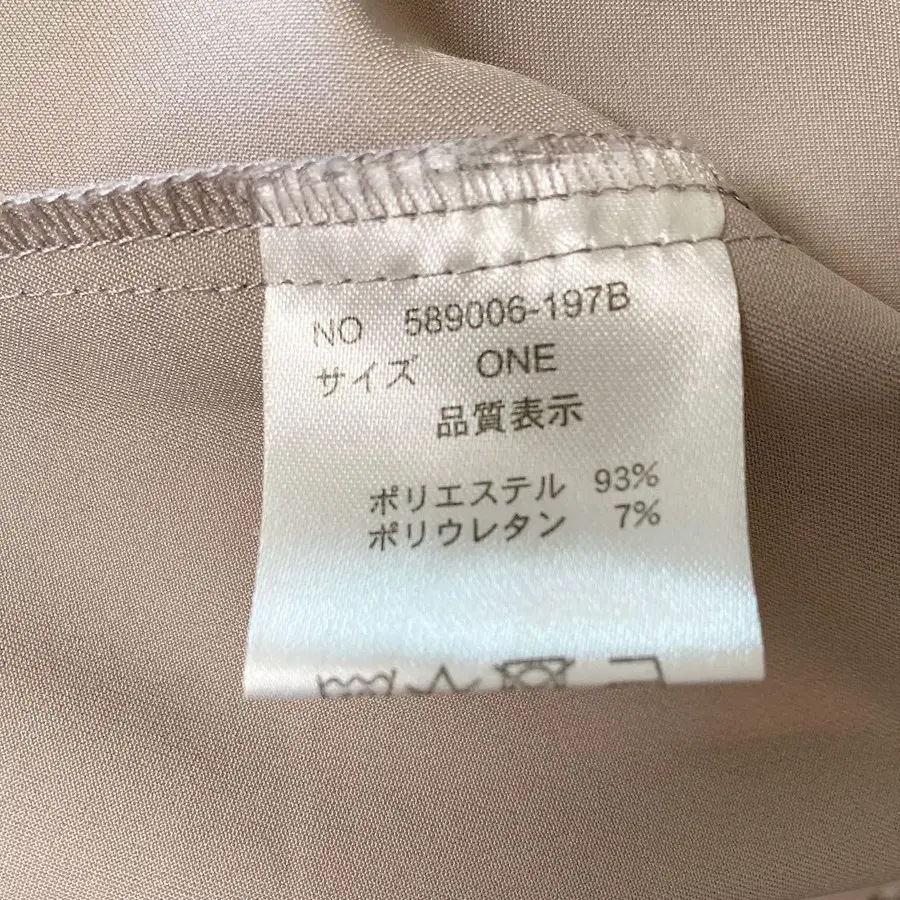 NO 589006-197B
サイズ ONE
品質表示
ポリエステル 93%
ポリウレタン 7%